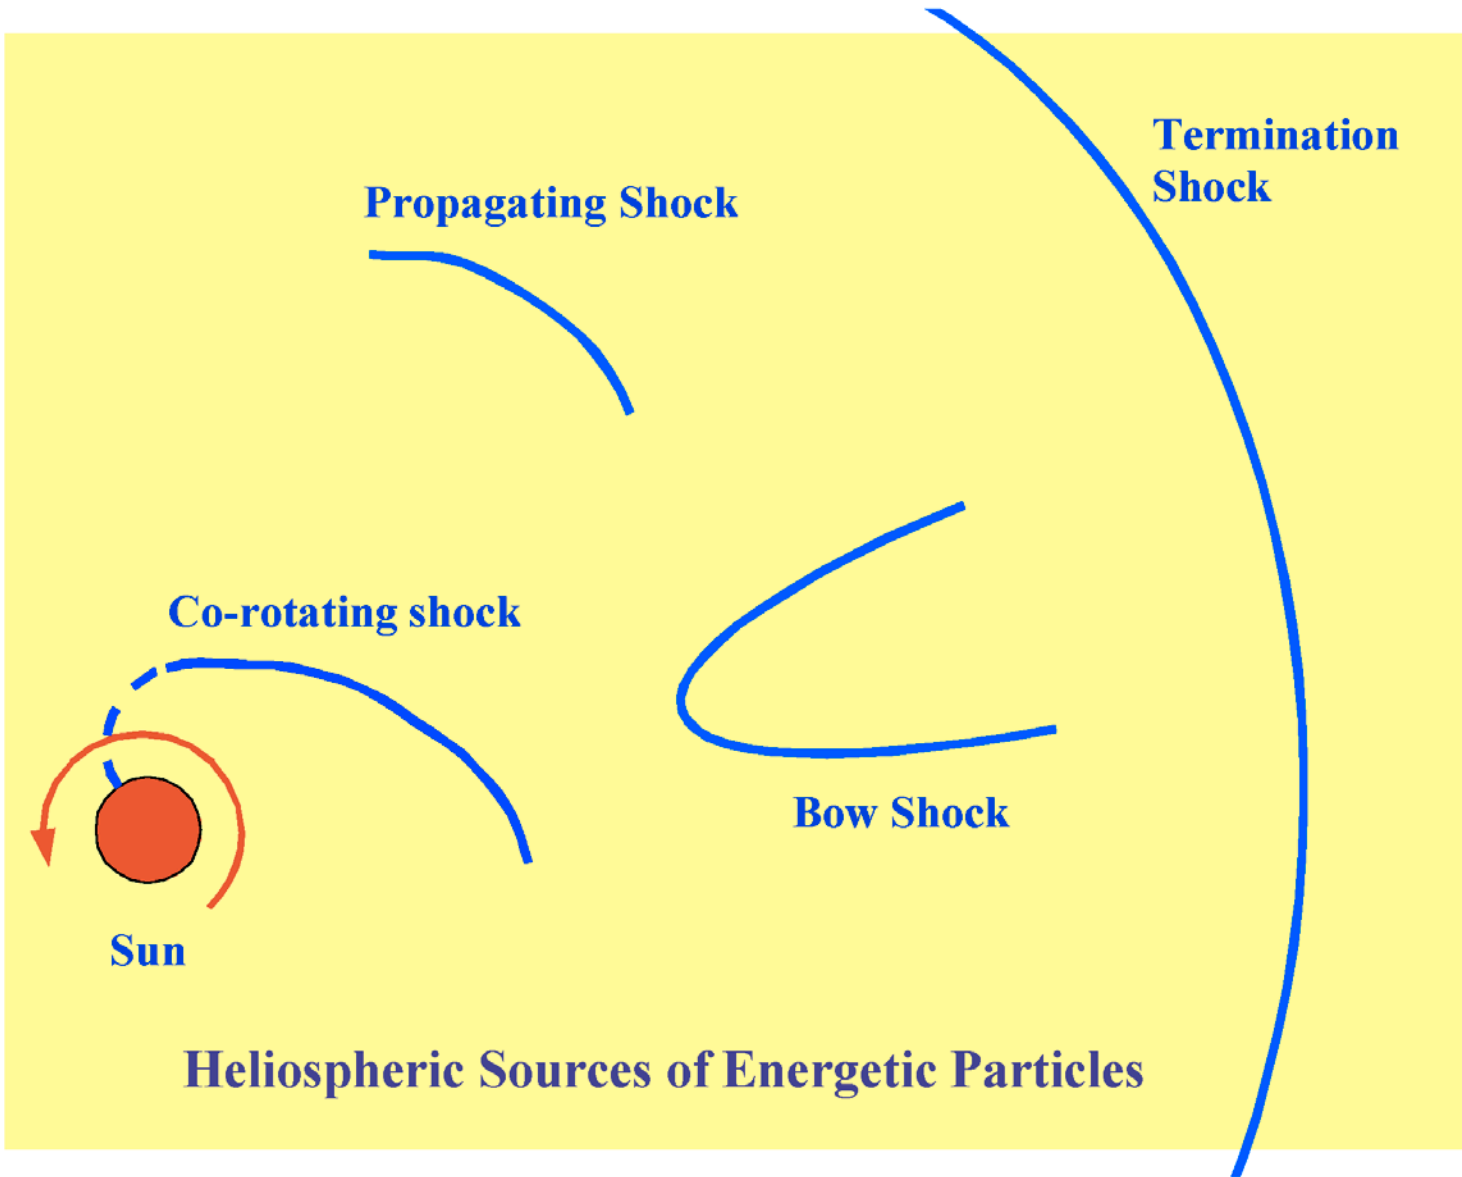 Termination
Shock
Propagating Shock
Co-rotating shock
Bow Shock
Sun
Heliospheric Sources of Energetic Particles